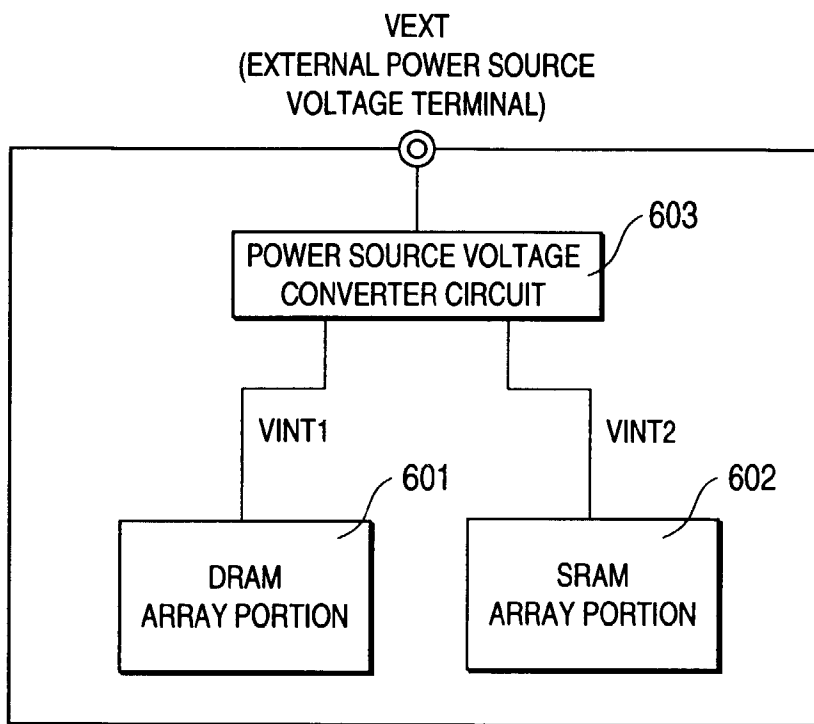 VEXT
(EXTERNAL POWER SOURCE
VOLTAGE TERMINAL)
603
POWER SOURCE VOLTAGE
CONVERTER CIRCUIT
VINT1
VINT2
601
602
DRAM
ARRAY PORTION
SRAM
ARRAY PORTION